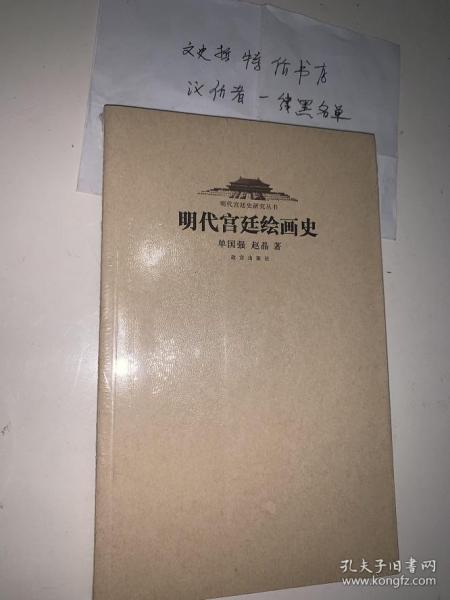 文史哲特价书店
议价者一律黑名单
明代宫廷史研究丛书
明代宫廷绘画史
单国强 赵晶 著
故宫出版社
孔夫子旧书网
www.kongfz.com